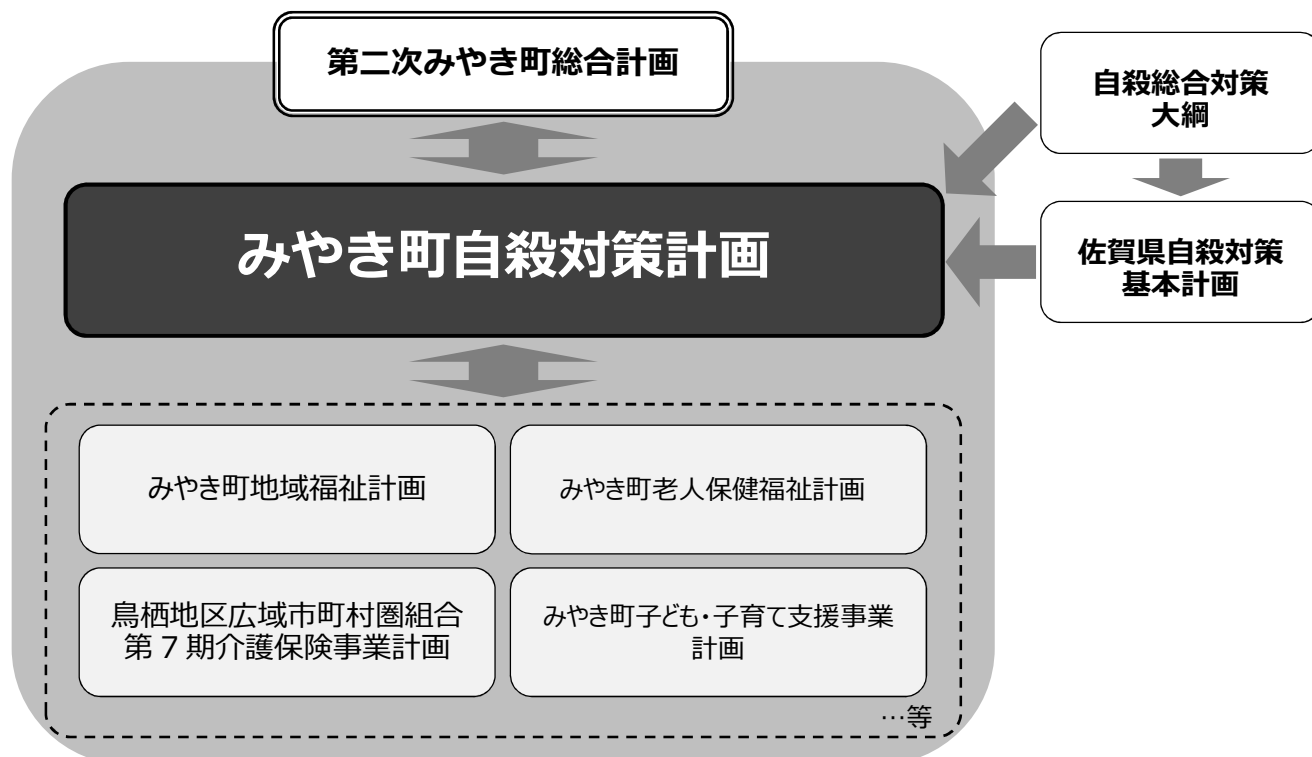 第二次みやき町総合計画
自殺総合対策
大綱
みやき町自殺対策計画
佐賀県自殺対策
基本計画
みやき町地域福祉計画
みやき町老人保健福祉計画
鳥栖地区広域市町村圏組合
第7期介護保険事業計画
みやき町子ども・子育て支援事業
計画
…等